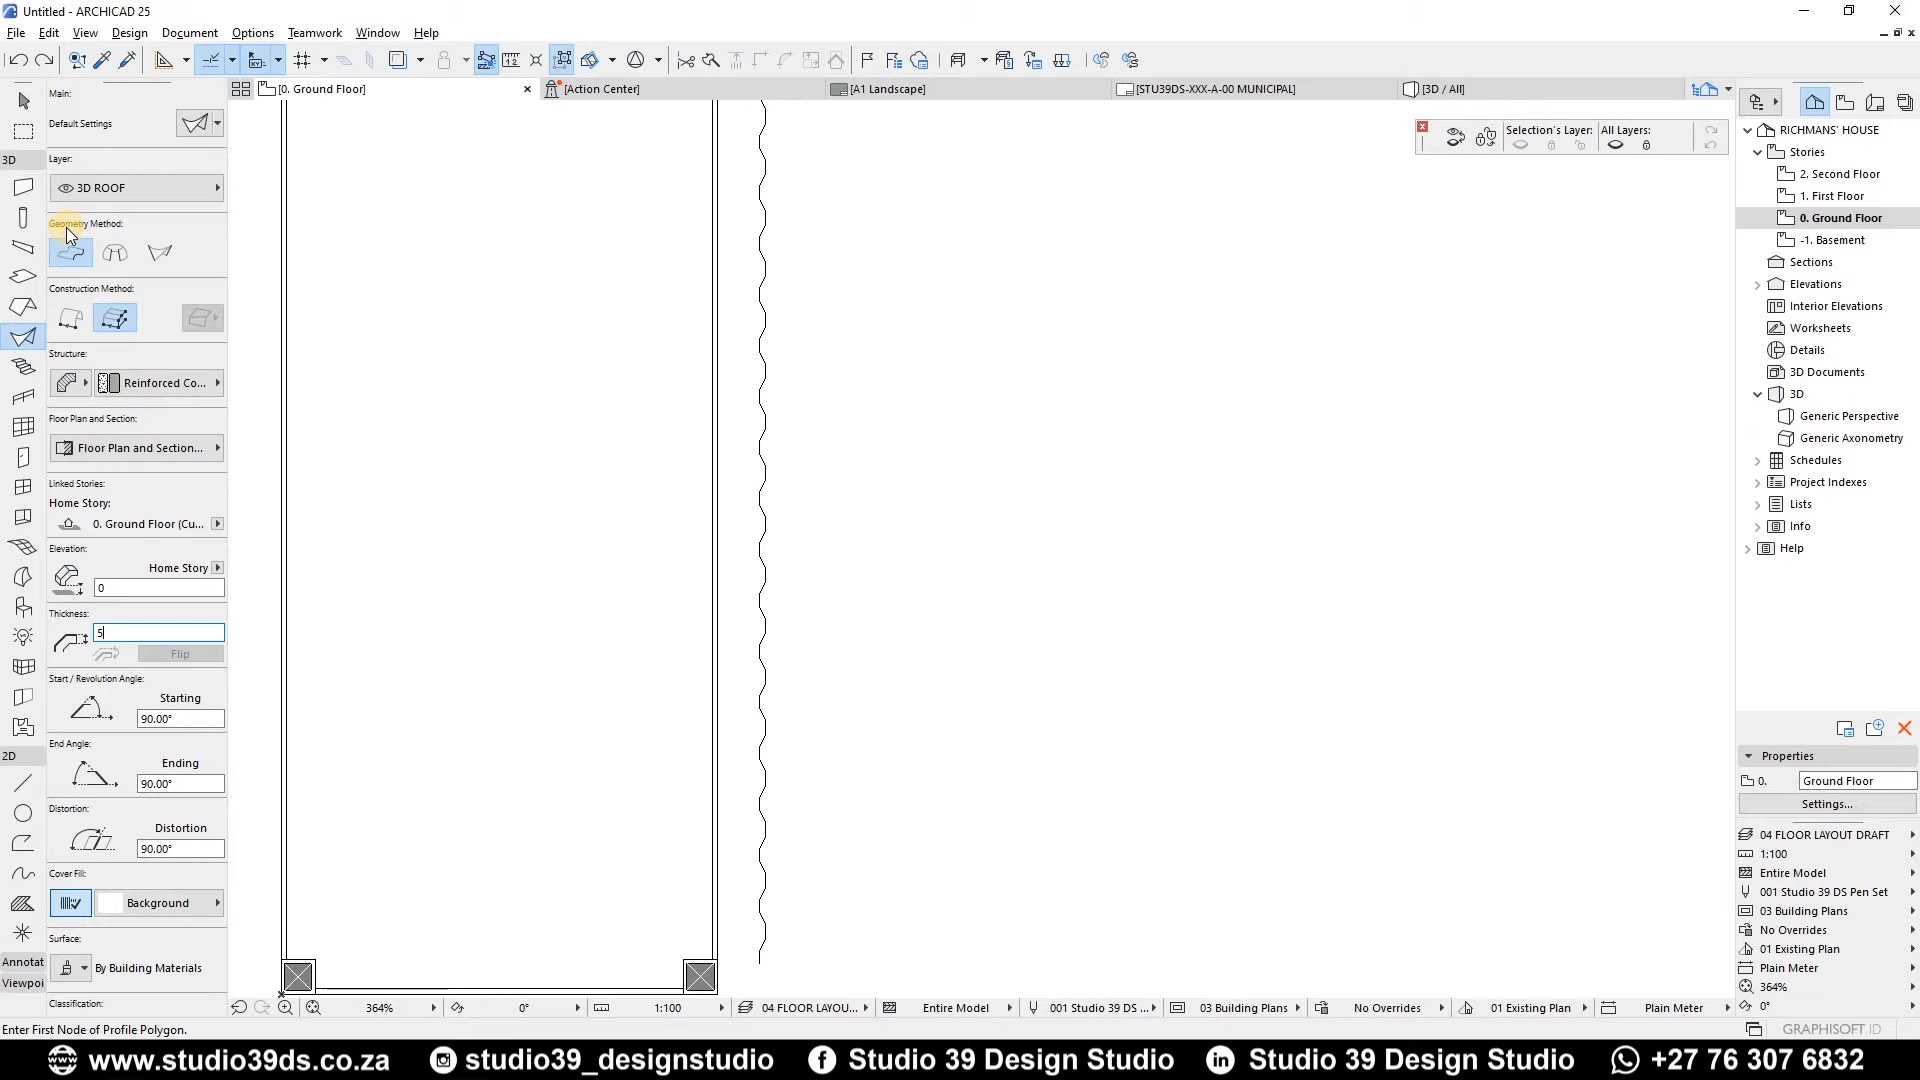 Untitled - ARCHICAD 25
File Edit View Design Document Options Teamwork Window Help
[0. Ground Floor]
[Action Center]
[A1 Landscape]
[STU39DS-XXX-A-00 MUNICIPAL]
[3D / All]
Main:
Default Settings
3D
Layer:
3D ROOF
Geometry Method:
Construction Method:
Structure:
Reinforced Co...
Floor Plan and Section:
Floor Plan and Section...
Linked Stories:
Home Story:
0. Ground Floor (Cu...
Elevation:
Home Story
0
Thickness:
5
Flip
Start / Revolution Angle:
Starting
90.00°
End Angle:
2D
Ending
90.00°
Distortion:
Distortion
90.00°
Cover Fill:
Background
Surface:
Annotat
By Building Materials
Viewpoi
Classification:
Selection's Layer:
All Layers:
RICHMANS' HOUSE
Stories
2. Second Floor
1. First Floor
0. Ground Floor
-1. Basement
Sections
Elevations
Interior Elevations
Worksheets
Details
3D Documents
3D
Generic Perspective
Generic Axonometry
Schedules
Project Indexes
Lists
Info
Help
Properties
0.
Ground Floor
Settings...
04 FLOOR LAYOUT DRAFT
1:100
Entire Model
001 Studio 39 DS Pen Set
03 Building Plans
No Overrides
01 Existing Plan
Plain Meter
364%
0°
364% 0° 1:100 04 FLOOR LAYOU... Entire Model 001 Studio 39 DS ... 03 Building Plans No Overrides 01 Existing Plan Plain Meter
Enter First Node of Profile Polygon.
GRAPHISOFT ID
www.studio39ds.co.za studio39_designstudio Studio 39 Design Studio Studio 39 Design Studio +27 76 307 6832